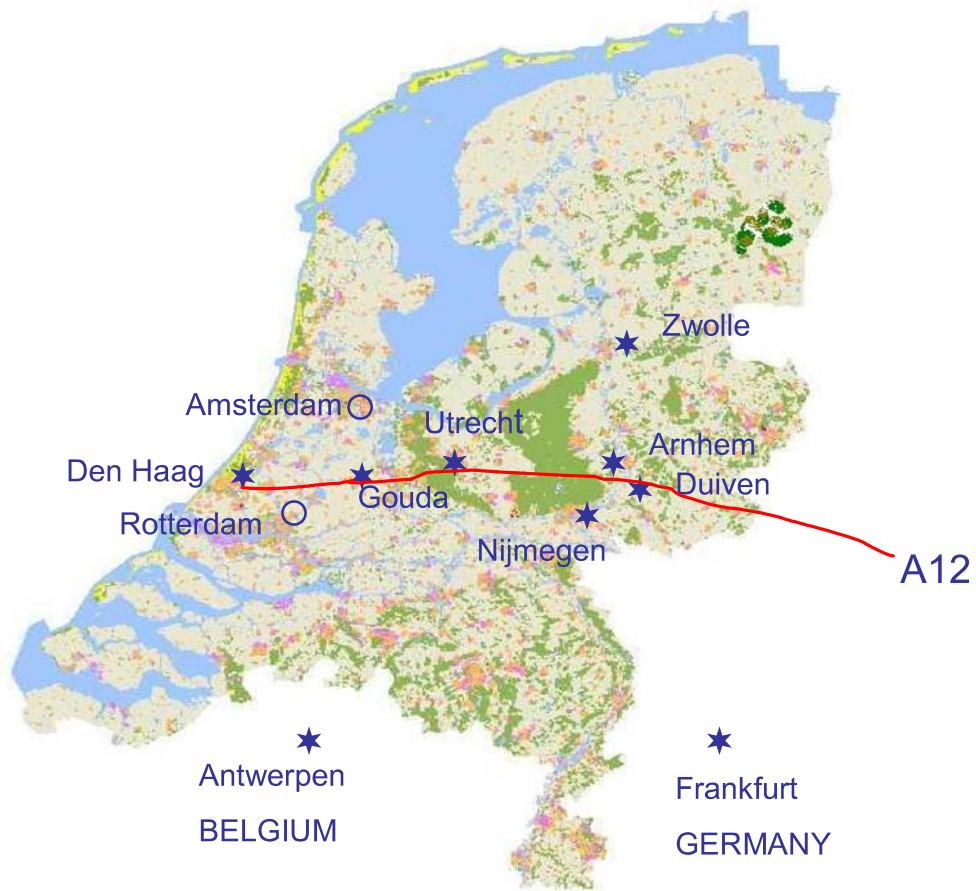 Zwolle
Amsterdam
Utrecht
Arnhem
Den Haag
Duiven
Gouda
Rotterdam
Nijmegen
A12
Antwerpen
BELGIUM
Frankfurt
GERMANY